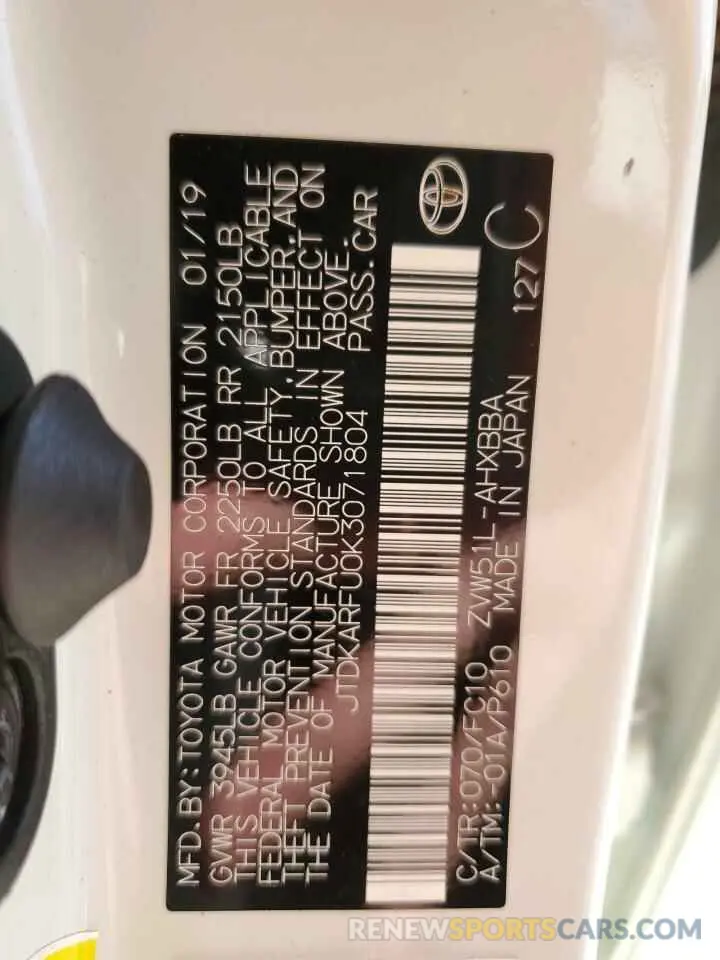 MFD. BY: TOYOTA MOTOR CORPORATION 01/19
GVWR 3945LB GAWR FR 2250LB RR 2150LB
THIS VEHICLE CONFORMS TO ALL APPLICABLE
FEDERAL MOTOR VEHICLE SAFETY, BUMPER, AND
THEFT PREVENTION STANDARDS IN EFFECT ON
THE DATE OF MANUFACTURE SHOWN ABOVE.
JTDKARFU0K3071804 PASS. CAR
C/TR: 070/FC10 ZVW51L-AHXBBA
A/TM: -01A/P610 MADE IN JAPAN 127 C
RENEWSPORTSCARS.COM